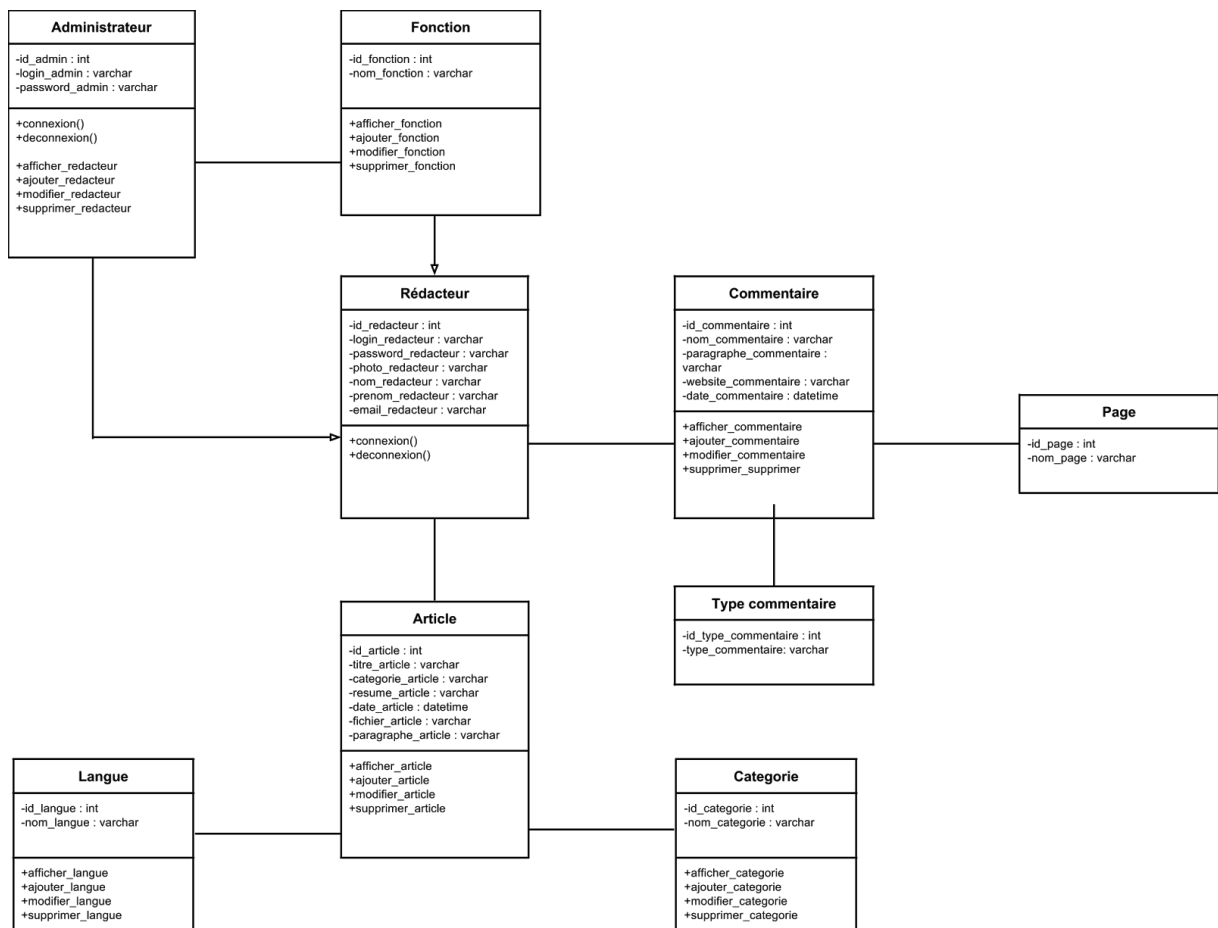 Administrateur
-id_admin : int
-login_admin : varchar
-password_admin : varchar
+connexion()
+deconnexion()
+afficher_redacteur
+ajouter_redacteur
+modifier_redacteur
+supprimer_redacteur
Fonction
-id_fonction : int
-nom_fonction : varchar
+afficher_fonction
+ajouter_fonction
+modifier_fonction
+supprimer_fonction
Rédacteur
-id_redacteur : int
-login_redacteur : varchar
-password_redacteur : varchar
-photo_redacteur : varchar
-nom_redacteur : varchar
-prenom_redacteur : varchar
-email_redacteur : varchar
+connexion()
+deconnexion()
Commentaire
-id_commentaire : int
-nom_commentaire : varchar
-paragraphe_commentaire :
varchar
-website_commentaire : varchar
-date_commentaire : datetime
+afficher_commentaire
+ajouter_commentaire
+modifier_commentaire
+supprimer_supprimer
Page
-id_page : int
-nom_page : varchar
Type commentaire
-id_type_commentaire : int
-type_commentaire: varchar
Article
-id_article : int
-titre_article : varchar
-categorie_article : varchar
-resume_article : varchar
-date_article : datetime
-fichier_article : varchar
-paragraphe_article : varchar
+afficher_article
+ajouter_article
+modifier_article
+supprimer_article
Langue
-id_langue : int
-nom_langue : varchar
+afficher_langue
+ajouter_langue
+modifier_langue
+supprimer_langue
Categorie
-id_categorie : int
-nom_categorie : varchar
+afficher_categorie
+ajouter_categorie
+modifier_categorie
+supprimer_categorie